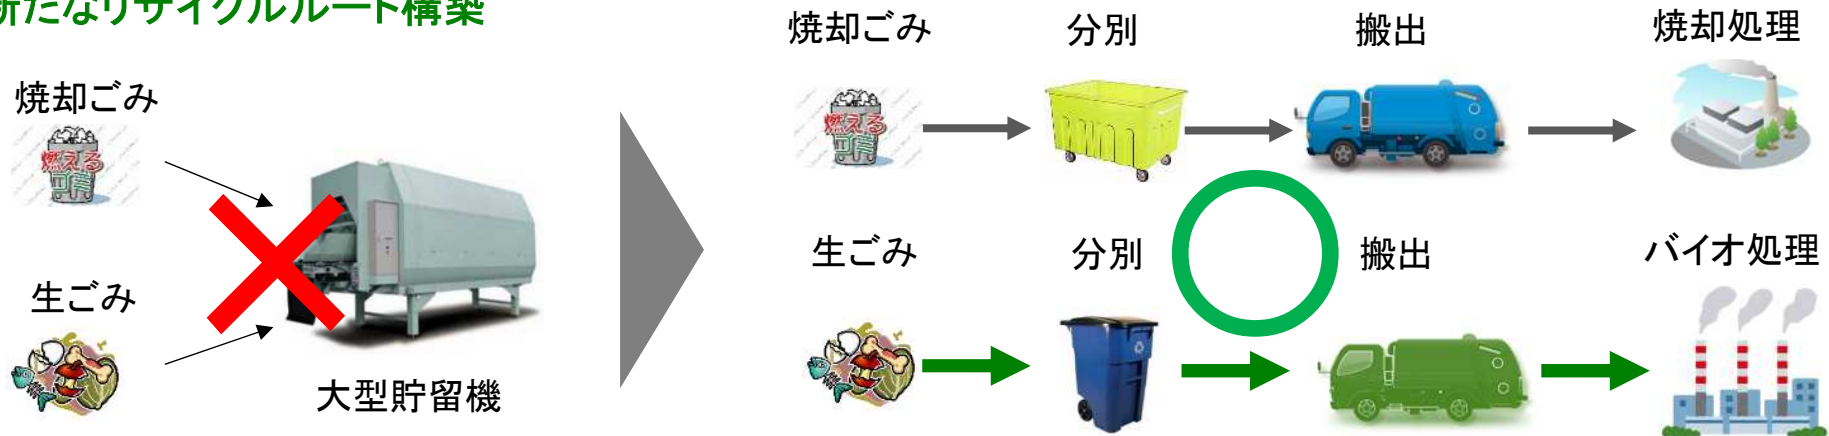 新たなリサイクルルート構築
焼却ごみ
燃える
ゴミ
生ごみ
大型貯留機
焼却ごみ
分別
搬出
焼却処理
燃える
ゴミ
生ごみ
分別
搬出
バイオ処理